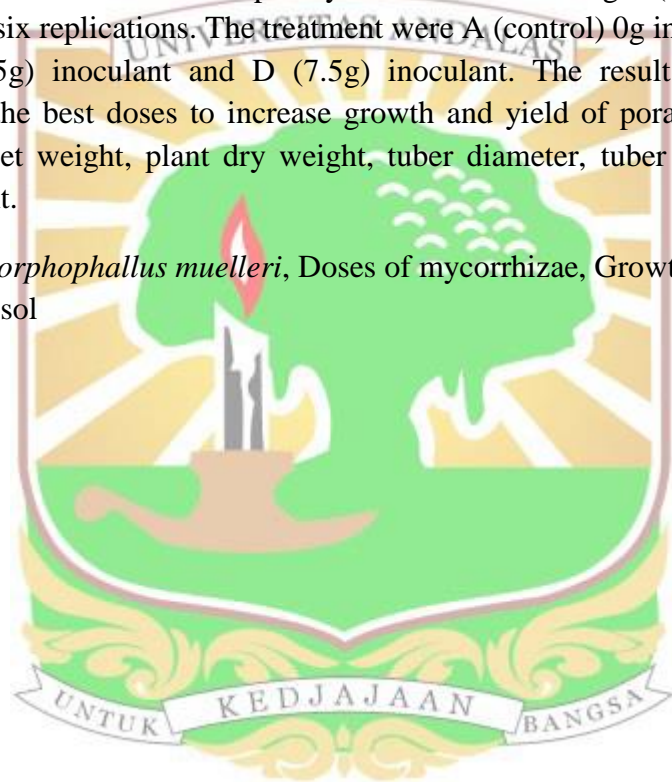 six replications. The treatment were A (control) 0g in
5g) inoculant and D (7.5g) inoculant. The result
the best doses to increase growth and yield of pora
et weight, plant dry weight, tuber diameter, tuber
t.
orphophallus muelleri, Doses of mycorrhizae, Growt
sol
UNIVERSITAS ANDALAS
UNTUK KEDJAJAAN BANGSA